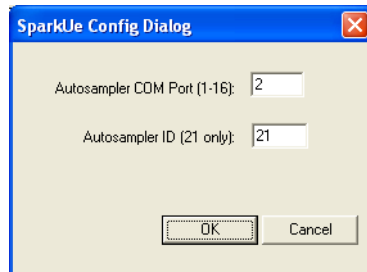 SparkUe Config Dialog
Autosampler COM Port (1-16): 2
Autosampler ID (21 only): 21
OK Cancel